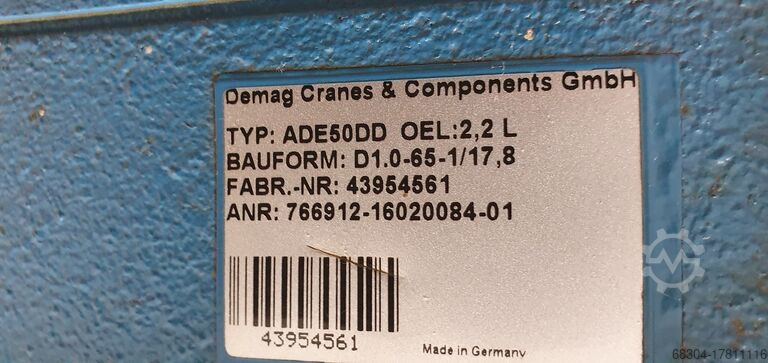 Demag Cranes & Components GmbH
TYP: ADE50DD OEL:2,2 L
BAUFORM: D1.0-65-1/17,8
FABR.-NR: 43954561
ANR: 766912-16020084-01
43954561
Made in Germany
68304-17811116